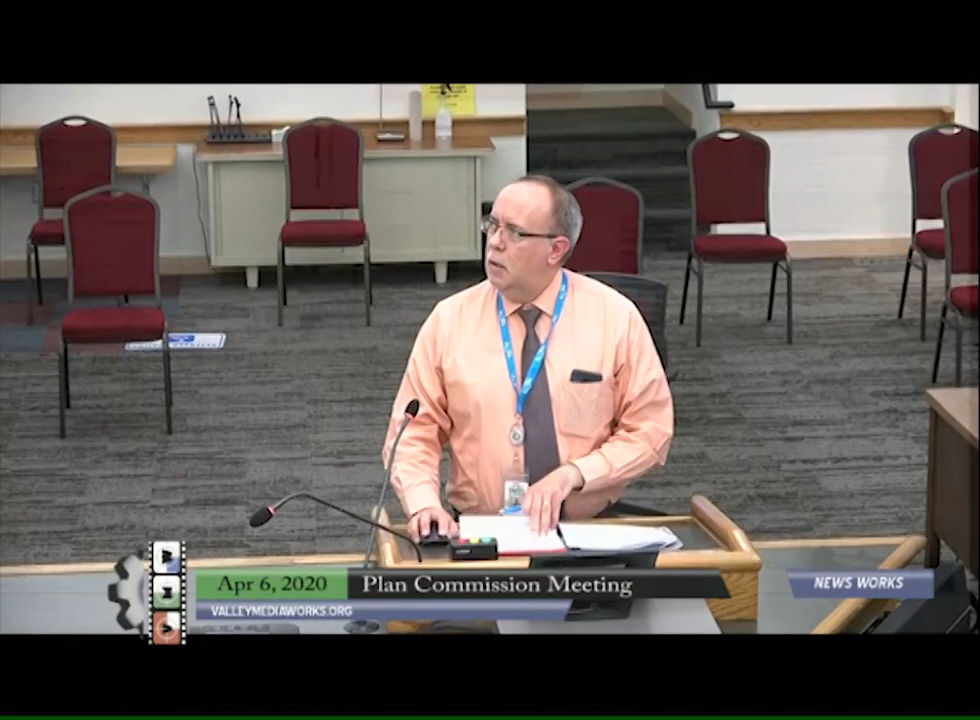 Apr 6, 2020
Plan Commission Meeting
NEWS WORKS
VALLEYMEDIAWORKS.ORG